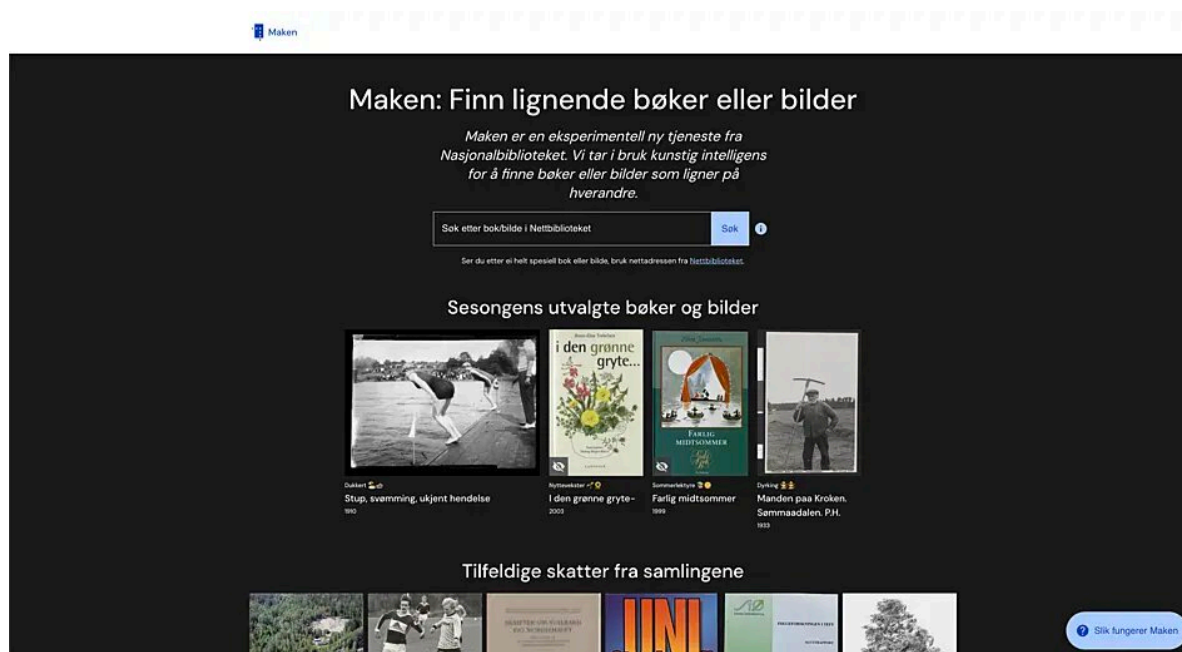 Maken
Maken: Finn lignende bøker eller bilder
Maken er en eksperimentell ny tjeneste fra
Nasjonalbiblioteket. Vi tar i bruk kunstig intelligens
for å finne bøker eller bilder som ligner på
hverandre.
Søk etter bok/bilde i Nettbiblioteket
Søk
Ser du etter ei helt spesiell bok eller bilde, bruk nettadressen fra Nettbiblioteket.
Sesongens utvalgte bøker og bilder
i den grønne
gryte...
FARLIG
MIDTSOMMER
Dukkert
Stup, svømming, ukjent hendelse
1910
Nyttevekster
I den grønne gryte-
2003
Sommerlektyre
Farlig midtsommer
1999
Dyrking
Manden paa Kroken.
Sømmaadalen. P.H.
1933
Tilfeldige skatter fra samlingene
UNI
Slik fungerer Maken